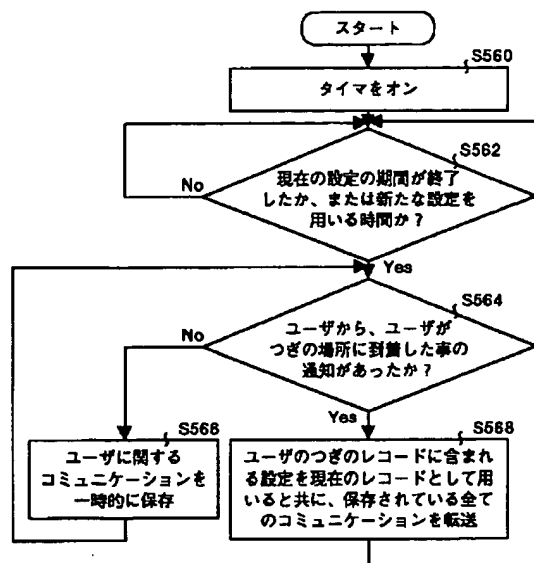 スタート
S560
タイマをオン
S562
現在の設定の期間が終了
したか、または新たな設定を
用いる時間か？
No
Yes
S564
ユーザから、ユーザが
つぎの場所に到着した事の
通知があったか？
No
Yes
S566
ユーザに関する
コミュニケーションを
一時的に保存
S568
ユーザのつぎのレコードに含まれ
る設定を現在のレコードとして用
いると共に、保存されている全て
のコミュニケーションを転送